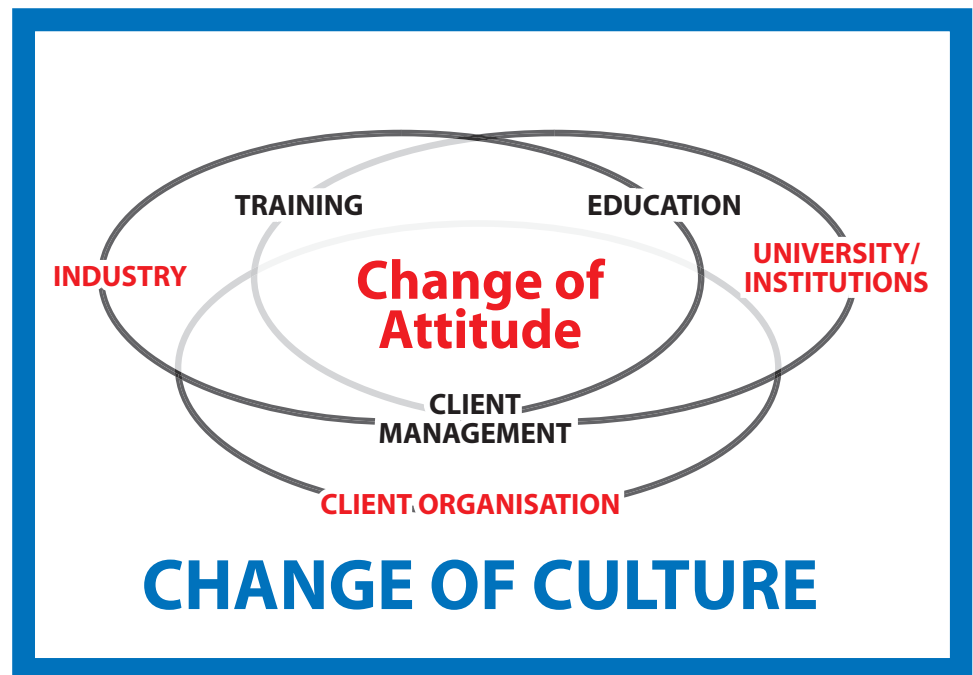 TRAINING
EDUCATION
INDUSTRY
UNIVERSITY/
INSTITUTIONS
Change of
Attitude
CLIENT
MANAGEMENT
CLIENT ORGANISATION
CHANGE OF CULTURE